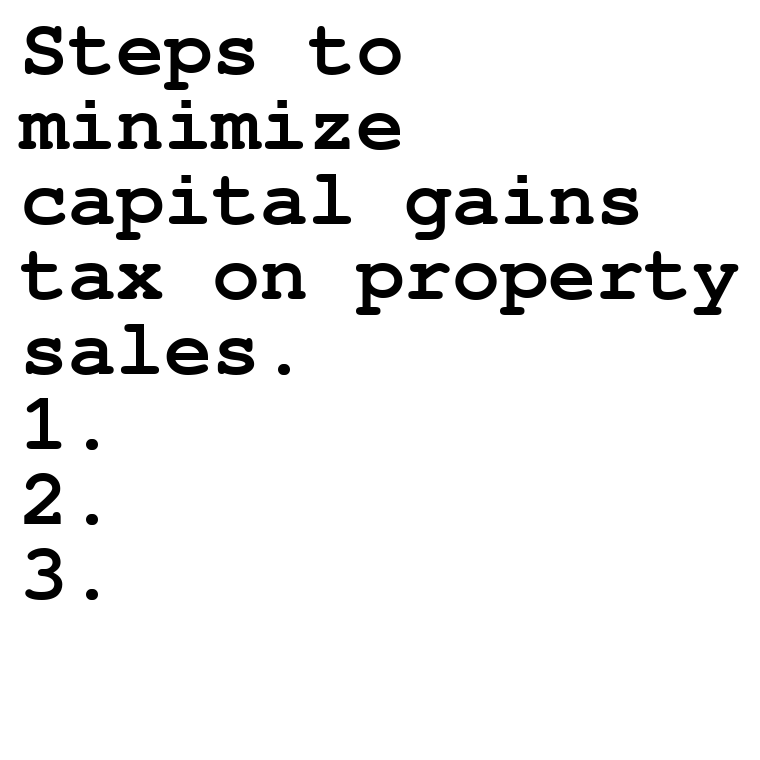 Steps to
minimize
capital gains
tax on property
sales.
1.
2.
3.